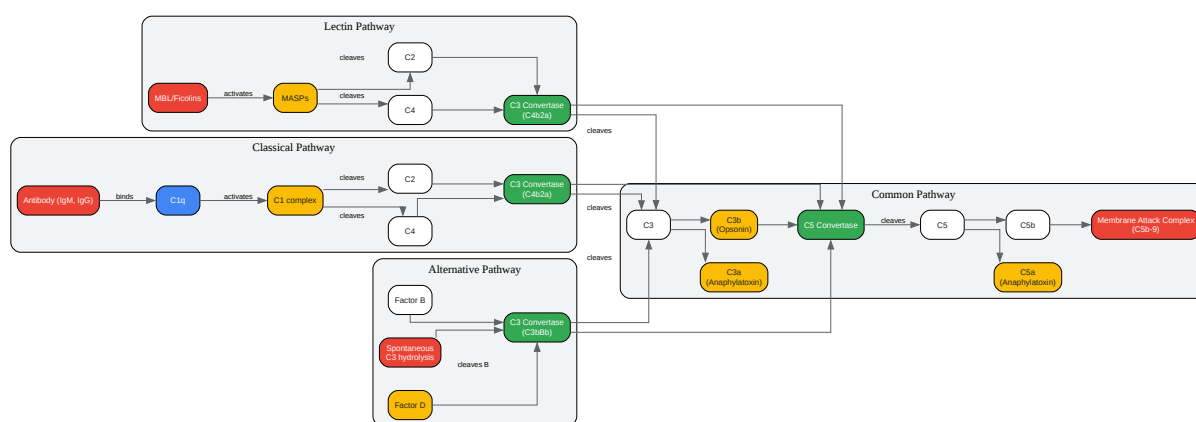 Lectin Pathway
MBL/Ficolins
activates
MASPs
cleaves
C2
cleaves
C4
C3 Convertase
(C4b2a)
cleaves
Classical Pathway
Antibody (IgM, IgG)
binds
C1q
activates
C1 complex
cleaves
C2
cleaves
C4
C3 Convertase
(C4b2a)
cleaves
Alternative Pathway
Factor B
Spontaneous
C3 hydrolysis
cleaves B
Factor D
C3 Convertase
(C3bBb)
cleaves
Common Pathway
C3
C3b
(Opsonin)
C3a
(Anaphylatoxin)
C5 Convertase
cleaves
C5
C5b
C5a
(Anaphylatoxin)
Membrane Attack Complex
(C5b-9)